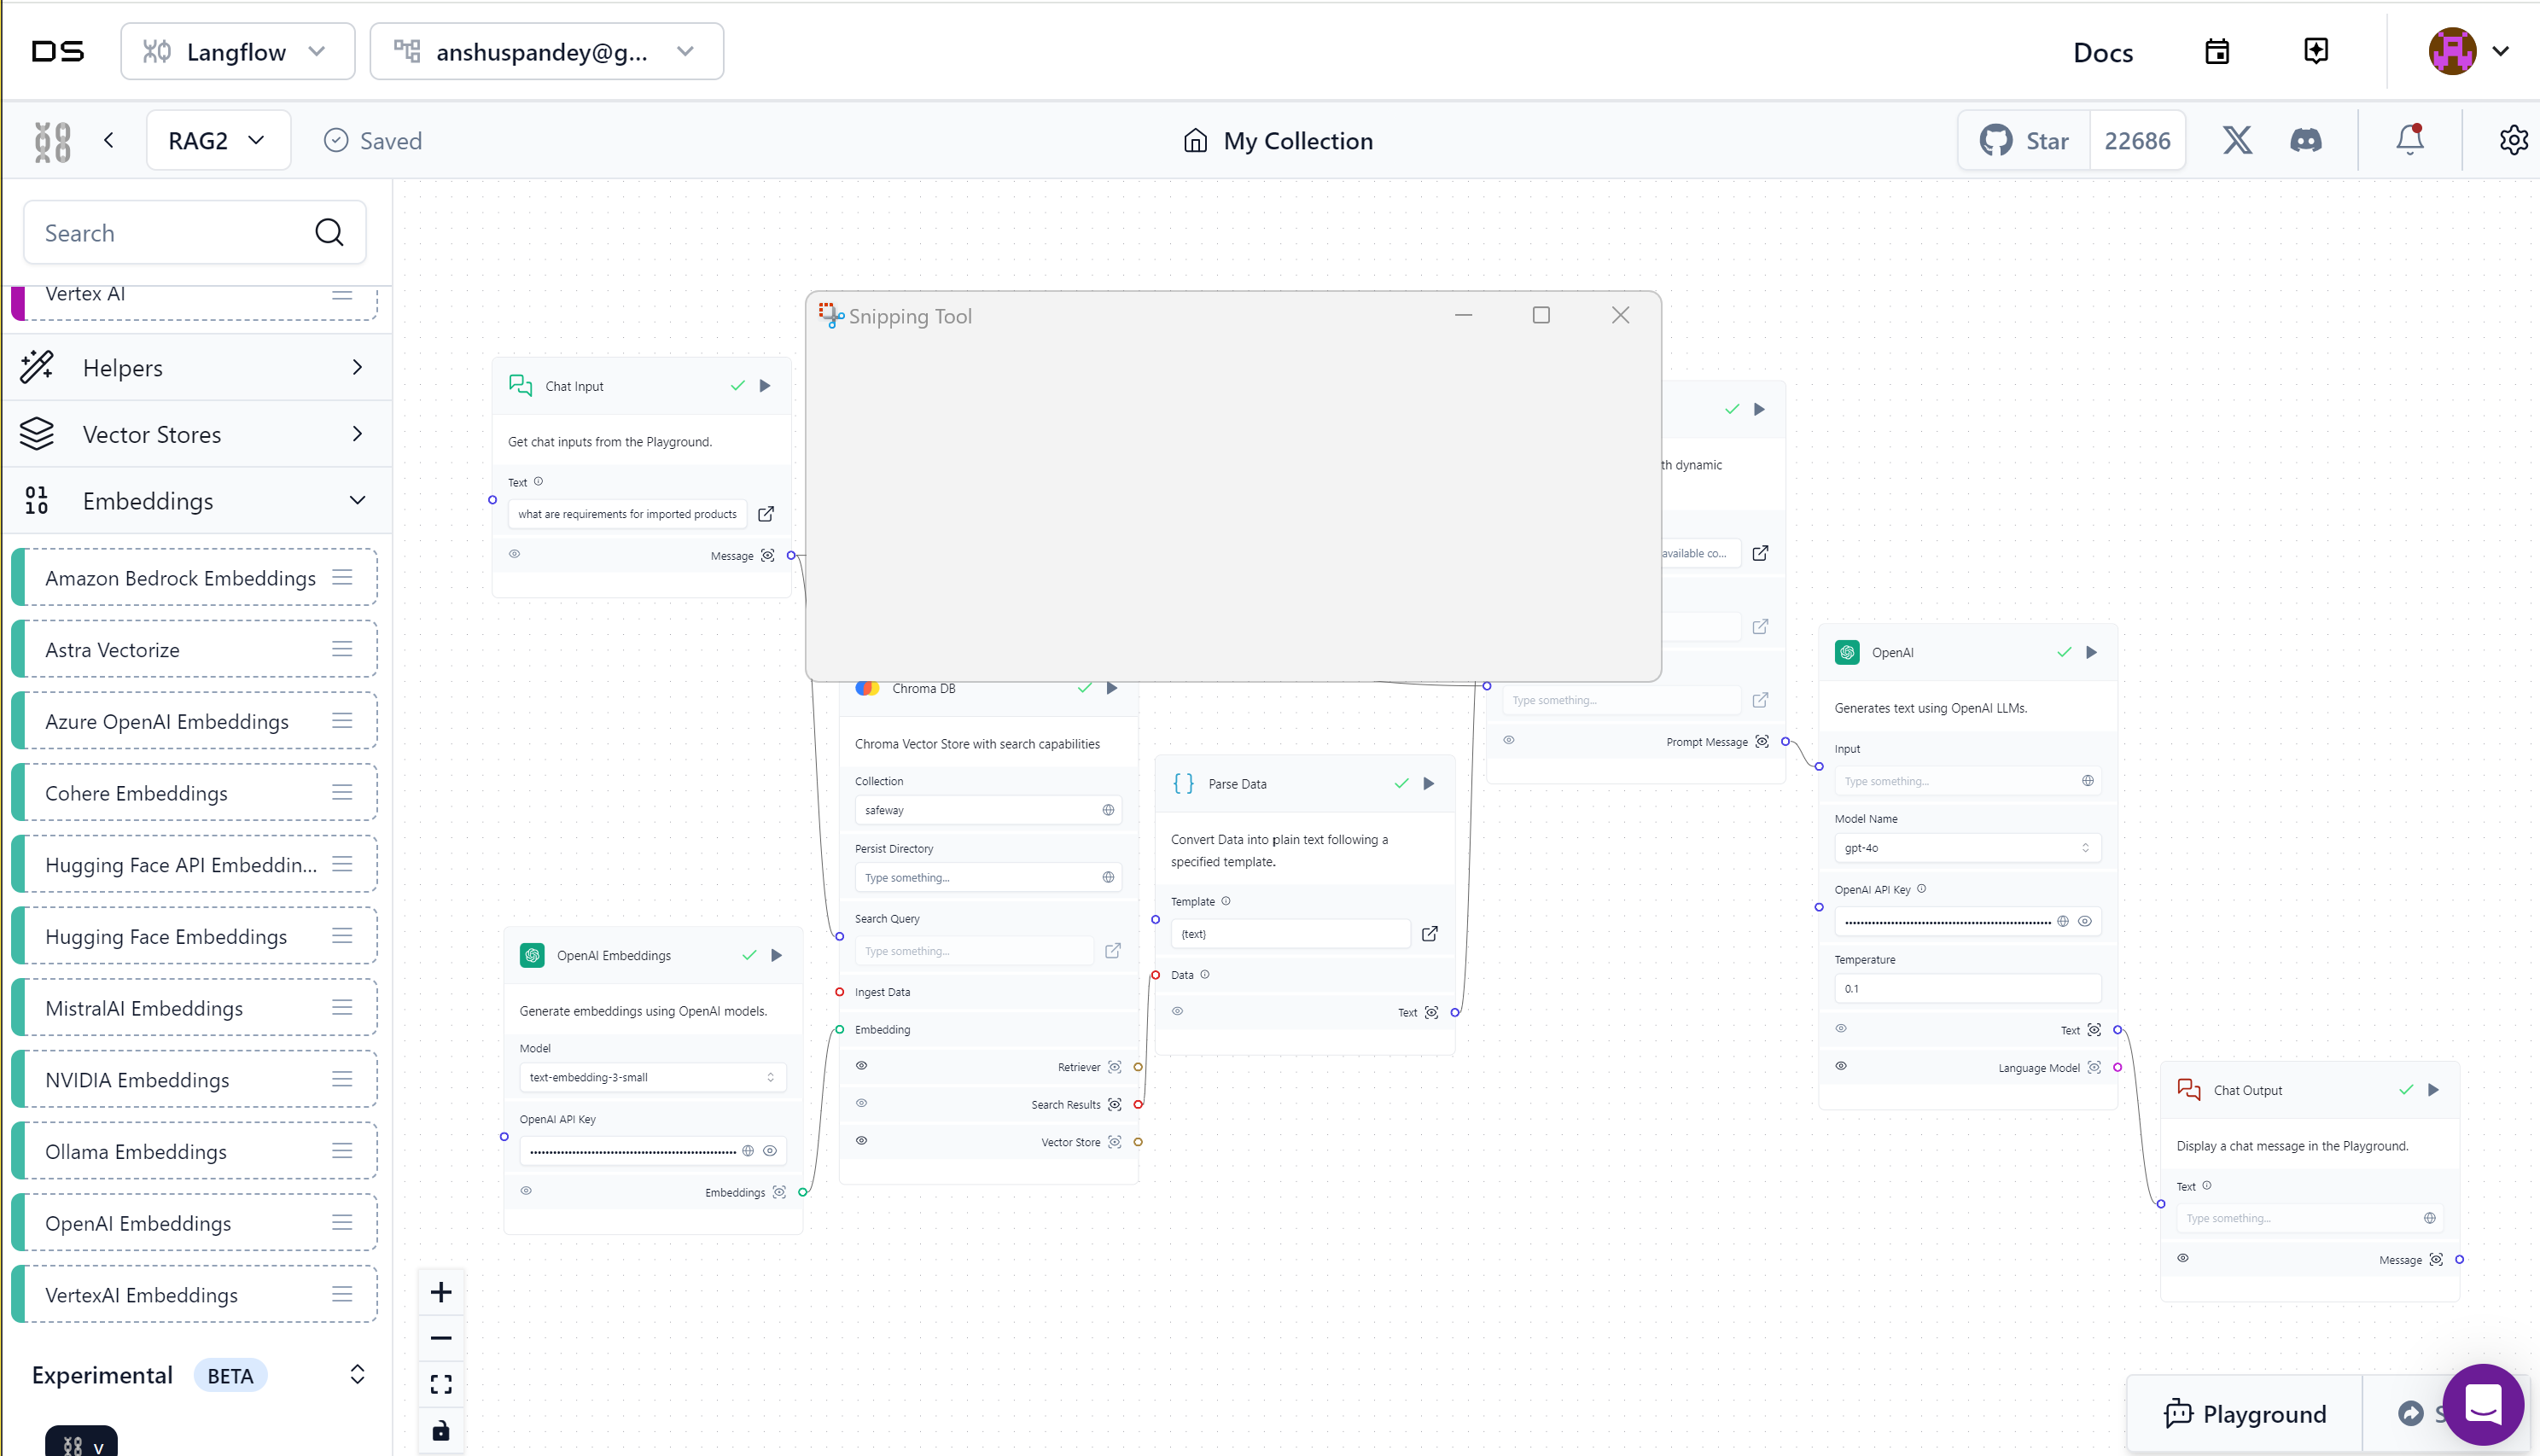 DS
Langflow
anshuspandey@g...
Docs
RAG2
Saved
My Collection
Star
22686
Search
Vertex AI
Helpers
Vector Stores
Embeddings
Amazon Bedrock Embeddings
Astra Vectorize
Azure OpenAI Embeddings
Cohere Embeddings
Hugging Face API Embeddin...
Hugging Face Embeddings
MistralAI Embeddings
NVIDIA Embeddings
Ollama Embeddings
OpenAI Embeddings
VertexAI Embeddings
Experimental
BETA
v
Snipping Tool
Chat Input
Get chat inputs from the Playground.
Text
what are requirements for imported products
Message
OpenAI Embeddings
Generate embeddings using OpenAI models.
Model
text-embedding-3-small
OpenAI API Key
Embeddings
Chroma DB
Chroma Vector Store with search capabilities
Collection
safeway
Persist Directory
Type something...
Search Query
Type something...
Ingest Data
Embedding
Retriever
Search Results
Vector Store
Parse Data
Convert Data into plain text following a
specified template.
Template
{text}
Data
Text
th dynamic
available co...
Type something...
Prompt Message
OpenAI
Generates text using OpenAI LLMs.
Input
Type something...
Model Name
gpt-4o
OpenAI API Key
Temperature
0.1
Text
Language Model
Chat Output
Display a chat message in the Playground.
Text
Type something...
Message
Playground
S